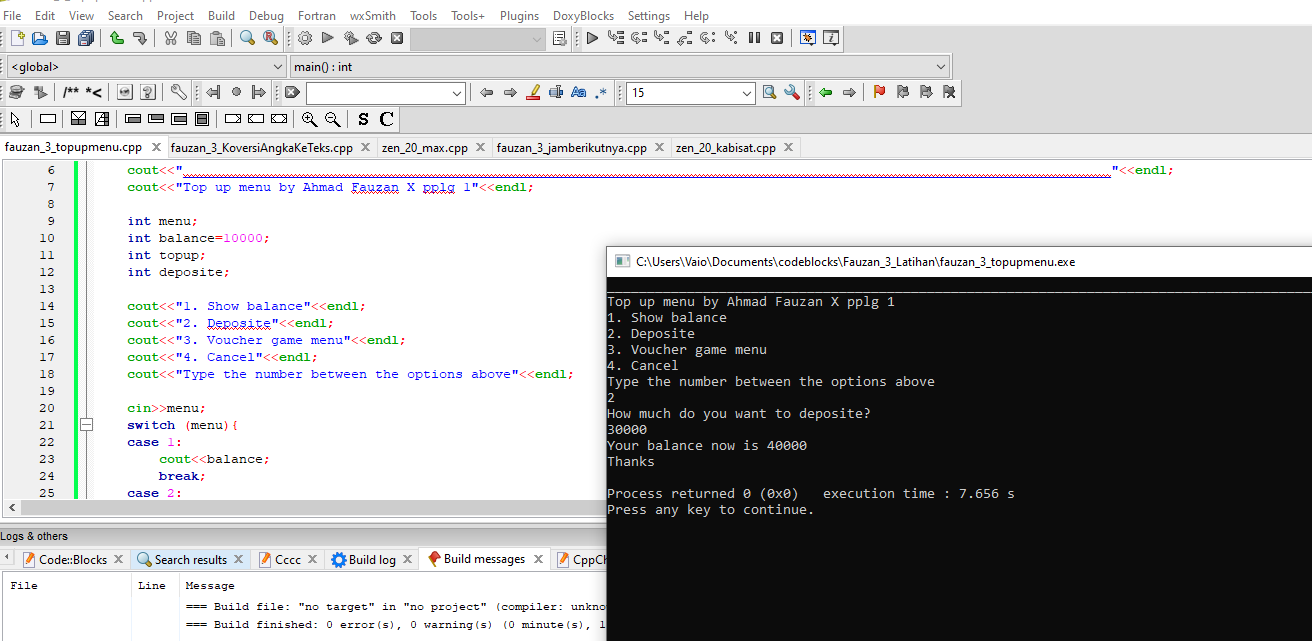 File Edit View Search Project Build Debug Fortran wxSmith Tools Tools+ Plugins DoxyBlocks Settings Help
<global> main() : int
/** *< 15
S C
fauzan_3_topupmenu.cpp fauzan_3_KoversiAngkaKeTeks.cpp zen_20_max.cpp fauzan_3_jamberikutnya.cpp zen_20_kabisat.cpp
6 cout<<"____________________________________________________________________________________________________________________"<<endl;
7 cout<<"Top up menu by Ahmad Fauzan X pplg 1"<<endl;
8
9 int menu;
10 int balance=10000;
11 int topup;
12 int deposite;
13
14 cout<<"1. Show balance"<<endl;
15 cout<<"2. Deposite"<<endl;
16 cout<<"3. Voucher game menu"<<endl;
17 cout<<"4. Cancel"<<endl;
18 cout<<"Type the number between the options above"<<endl;
19
20 cin>>menu;
21 switch (menu){
22 case 1:
23 cout<<balance;
24 break;
25 case 2:
C:\Users\Vaio\Documents\codeblocks\Fauzan_3_Latihan\fauzan_3_topupmenu.exe
Top up menu by Ahmad Fauzan X pplg 1
1. Show balance
2. Deposite
3. Voucher game menu
4. Cancel
Type the number between the options above
2
How much do you want to deposite?
30000
Your balance now is 40000
Thanks
Process returned 0 (0x0) execution time : 7.656 s
Press any key to continue.
Logs & others
Code::Blocks Search results Cccc Build log Build messages CppCh
File Line Message
=== Build file: "no target" in "no project" (compiler: unkno
=== Build finished: 0 error(s), 0 warning(s) (0 minute(s), 1